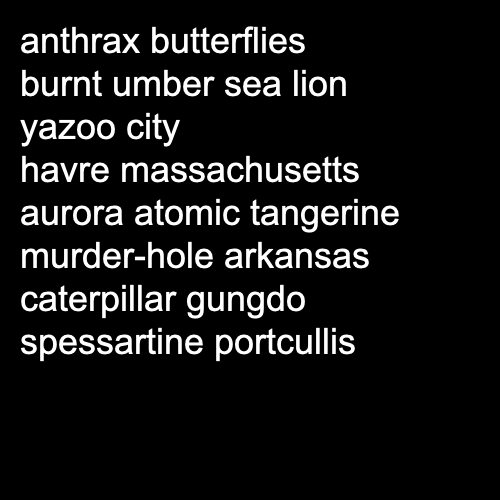 anthrax butterflies
burnt umber sea lion
yazoo city
havre massachusetts
aurora atomic tangerine
murder-hole arkansas
caterpillar gungdo
spessartine portcullis